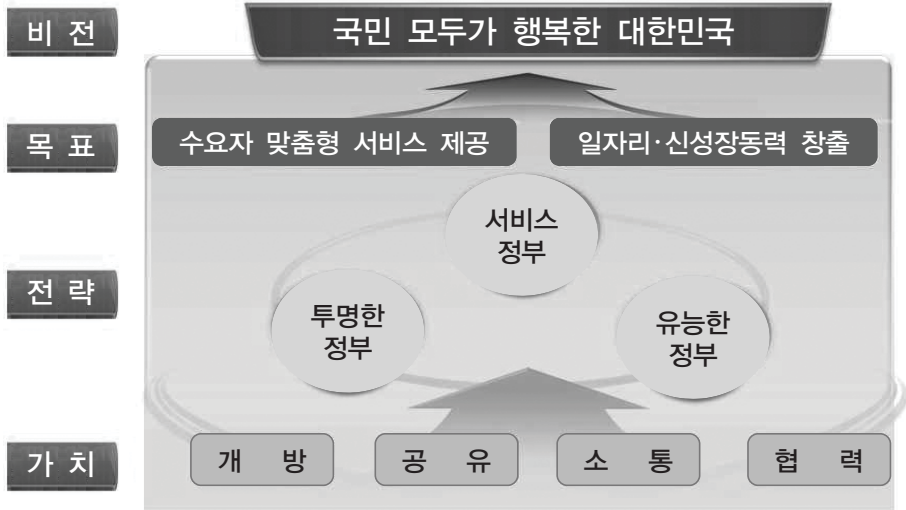 비 전
국민 모두가 행복한 대한민국
목 표
수요자 맞춤형 서비스 제공
일자리·신성장동력 창출
전 략
서비스
정부
투명한
정부
유능한
정부
가 치
개 방
공 유
소 통
협 력